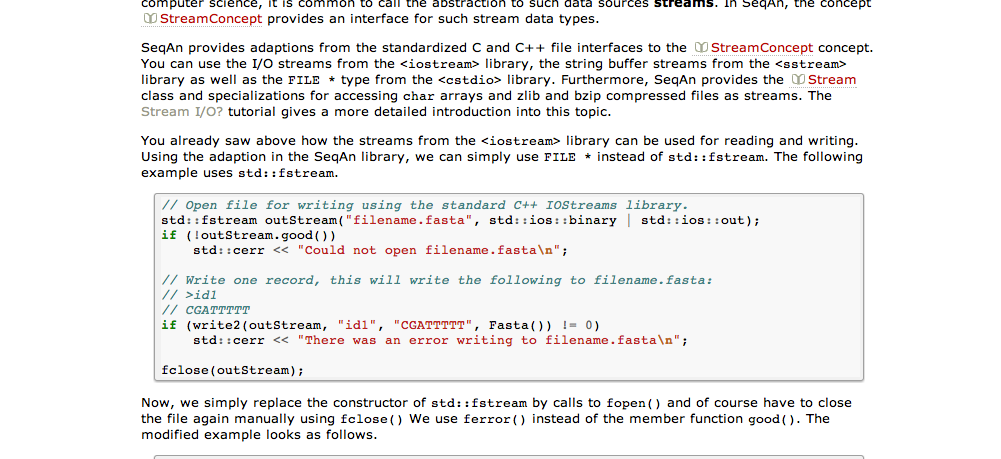 computer science, it is common to call the abstraction to such data sources streams. In SeqAn, the concept
StreamConcept provides an interface for such stream data types.
SeqAn provides adaptions from the standardized C and C++ file interfaces to the StreamConcept concept.
You can use the I/O streams from the <iostream> library, the string buffer streams from the <sstream>
library as well as the FILE * type from the <cstdio> library. Furthermore, SeqAn provides the Stream
class and specializations for accessing char arrays and zlib and bzip compressed files as streams. The
Stream I/O? tutorial gives a more detailed introduction into this topic.
You already saw above how the streams from the <iostream> library can be used for reading and writing.
Using the adaption in the SeqAn library, we can simply use FILE * instead of std::fstream. The following
example uses std::fstream.
// Open file for writing using the standard C++ IOStreams library.
std::fstream outStream("filename.fasta", std::ios::binary | std::ios::out);
if (!outStream.good())
    std::cerr << "Could not open filename.fasta\n";
// Write one record, this will write the following to filename.fasta:
// >id1
// CGATTTTT
if (write2(outStream, "id1", "CGATTTTT", Fasta()) != 0)
    std::cerr << "There was an error writing to filename.fasta\n";
fclose(outStream);
Now, we simply replace the constructor of std::fstream by calls to fopen() and of course have to close
the file again manually using fclose() We use ferror() instead of the member function good(). The
modified example looks as follows.